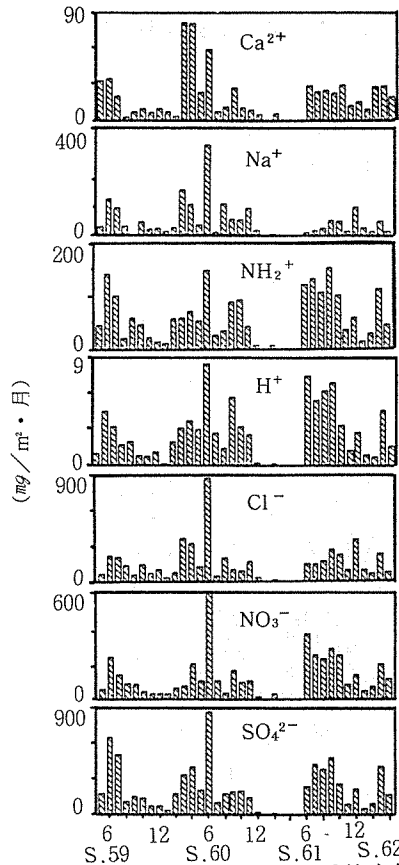 90
Ca²⁺
0
400
Na⁺
0
200
NH₂⁺
0
9
H⁺
0
(mg/m²・月)
900
Cl⁻
0
600
NO₃⁻
0
900
SO₄²⁻
0
6 12 6 12 6 12
S.59 S.60 S.61 S.62